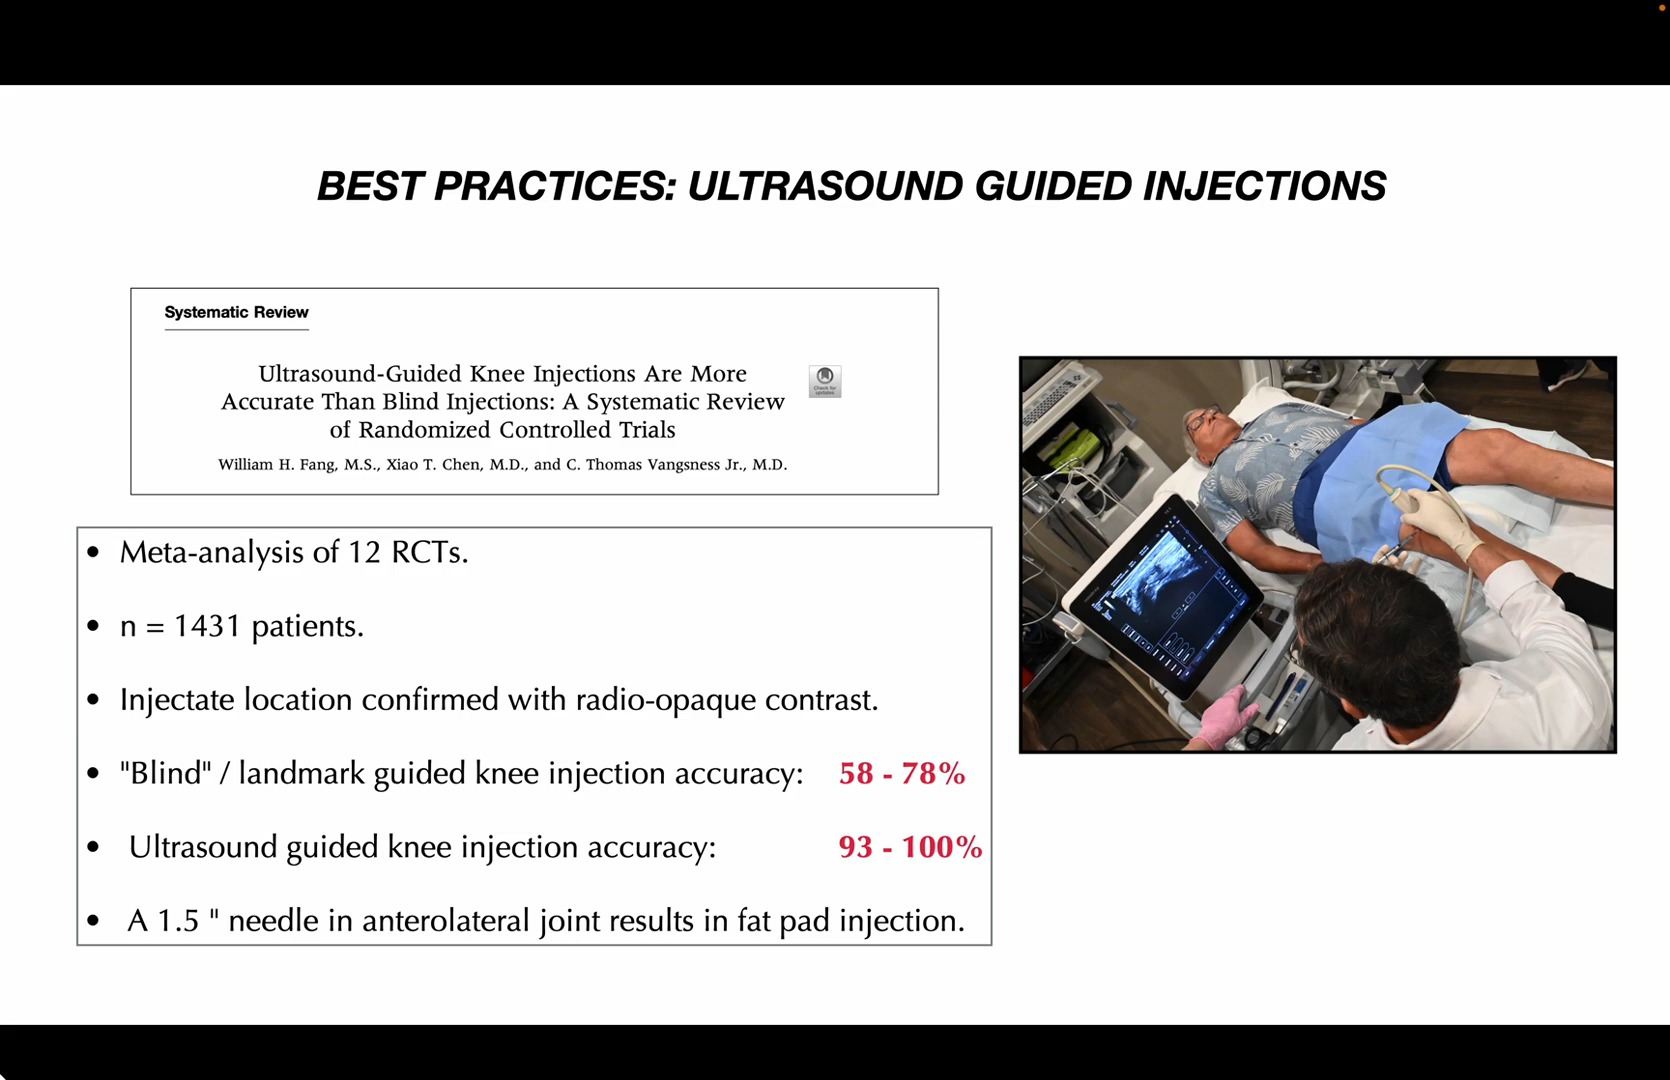 BEST PRACTICES: ULTRASOUND GUIDED INJECTIONS
Systematic Review
Ultrasound-Guided Knee Injections Are More
Accurate Than Blind Injections: A Systematic Review
of Randomized Controlled Trials
Check for
updates
William H. Fang, M.S., Xiao T. Chen, M.D., and C. Thomas Vangsness Jr., M.D.
• Meta-analysis of 12 RCTs.
• n = 1431 patients.
• Injectate location confirmed with radio-opaque contrast.
• "Blind" / landmark guided knee injection accuracy: 58 - 78%
• Ultrasound guided knee injection accuracy: 93 - 100%
• A 1.5 " needle in anterolateral joint results in fat pad injection.